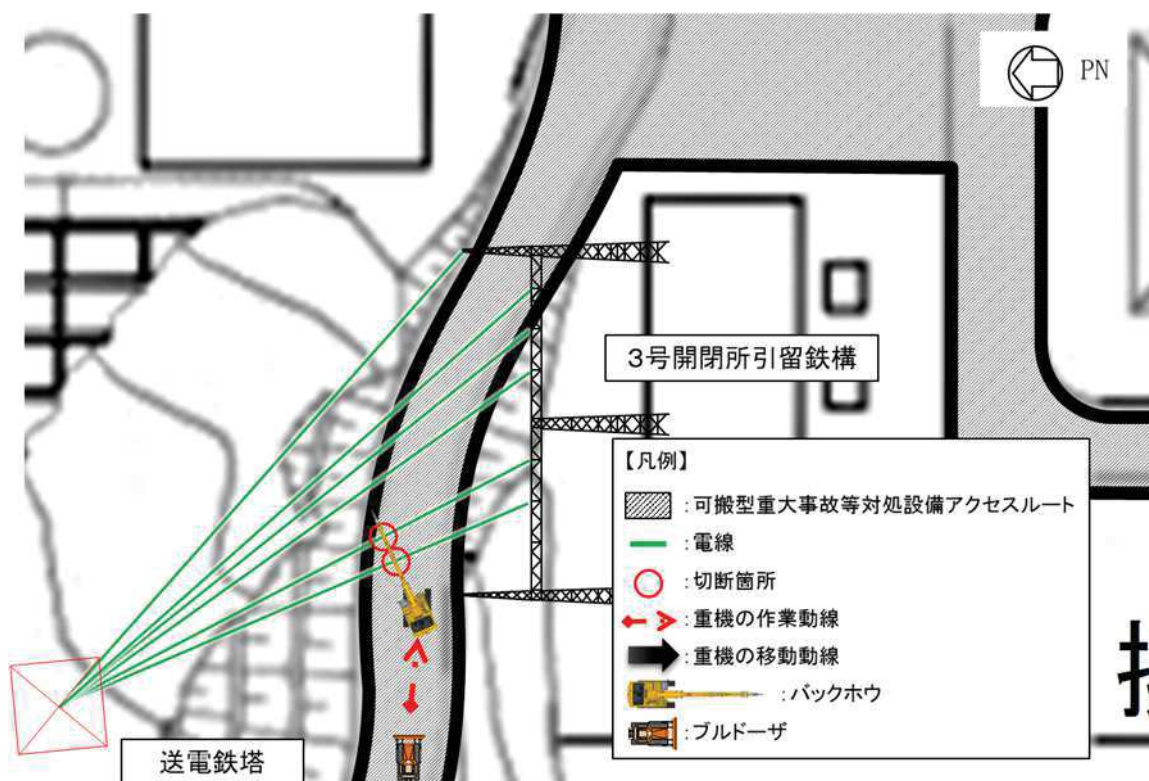 PN
3号開閉所引留鉄構
【凡例】
:可搬型重大事故等対処設備アクセスルート
:電線
:切断箇所
:重機の作業動線
:重機の移動動線
:バックホウ
:ブルドーザ
送電鉄塔